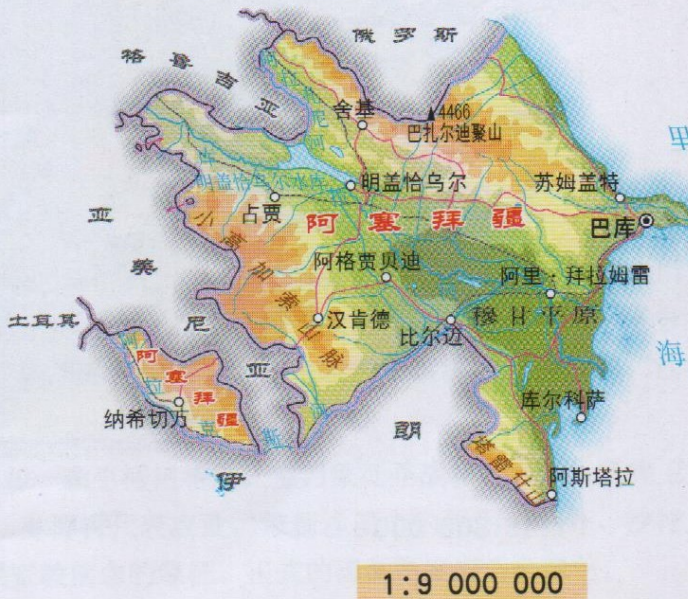 俄罗斯
格鲁吉亚
4466
巴扎尔迪聚山
舍基
明盖恰乌尔
苏姆盖特
巴库
占贾
阿塞拜疆
小高加索山脉
亚美尼亚
阿格贾贝迪
阿里·拜拉姆雷
汉肯德
比尔边
穆甘平原
土耳其
阿塞拜疆
纳希切万
库尔科萨
伊朗
塔雷什山
阿斯塔拉
海
1:9 000 000